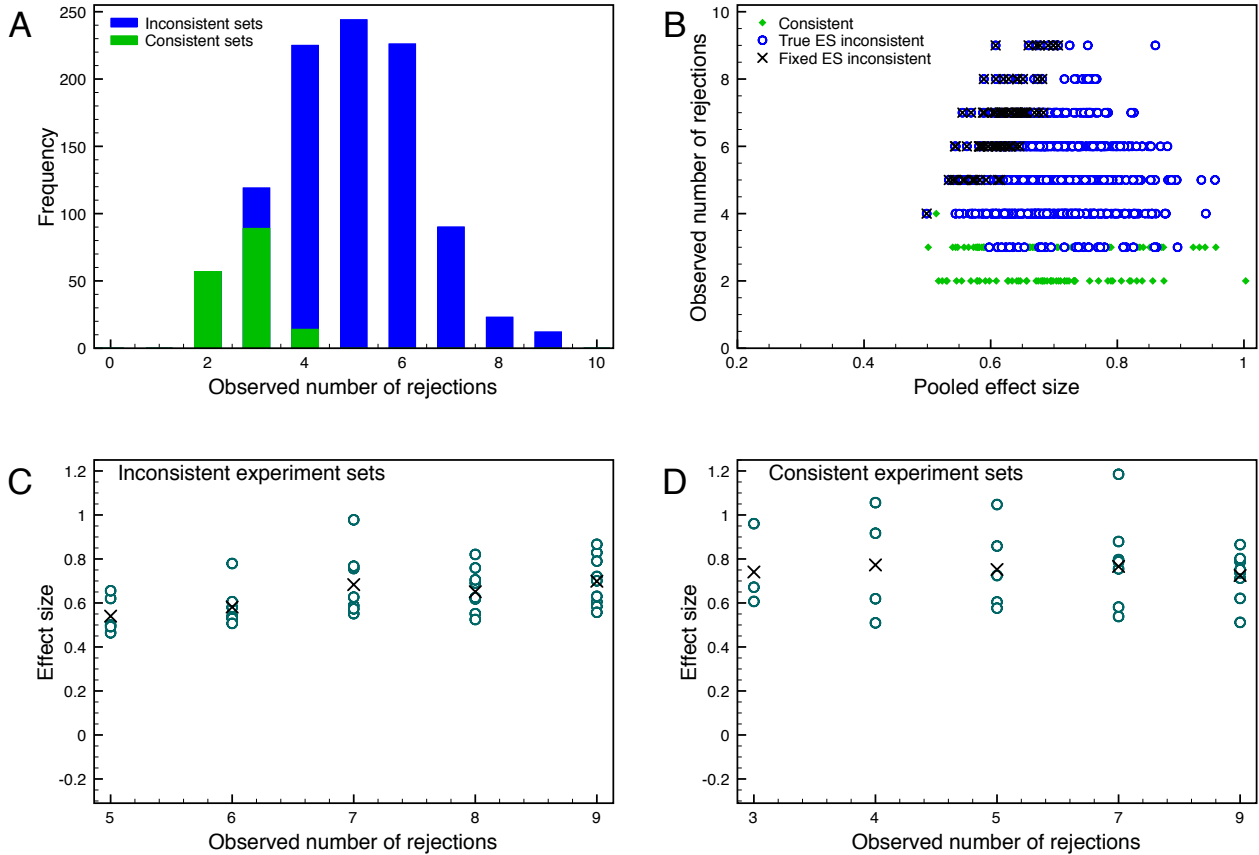 A
Inconsistent sets
Consistent sets
250
200
150
100
50
0
Frequency
0 2 4 6 8 10
Observed number of rejections
B
Consistent
True ES inconsistent
Fixed ES inconsistent
10
8
6
4
2
0
Observed number of rejections
0.2 0.4 0.6 0.8 1
Pooled effect size
C
Inconsistent experiment sets
1.2
1
0.8
0.6
0.4
0.2
0
-0.2
Effect size
5 6 7 8 9
Observed number of rejections
D
Consistent experiment sets
1.2
1
0.8
0.6
0.4
0.2
0
-0.2
Effect size
3 4 5 7 9
Observed number of rejections